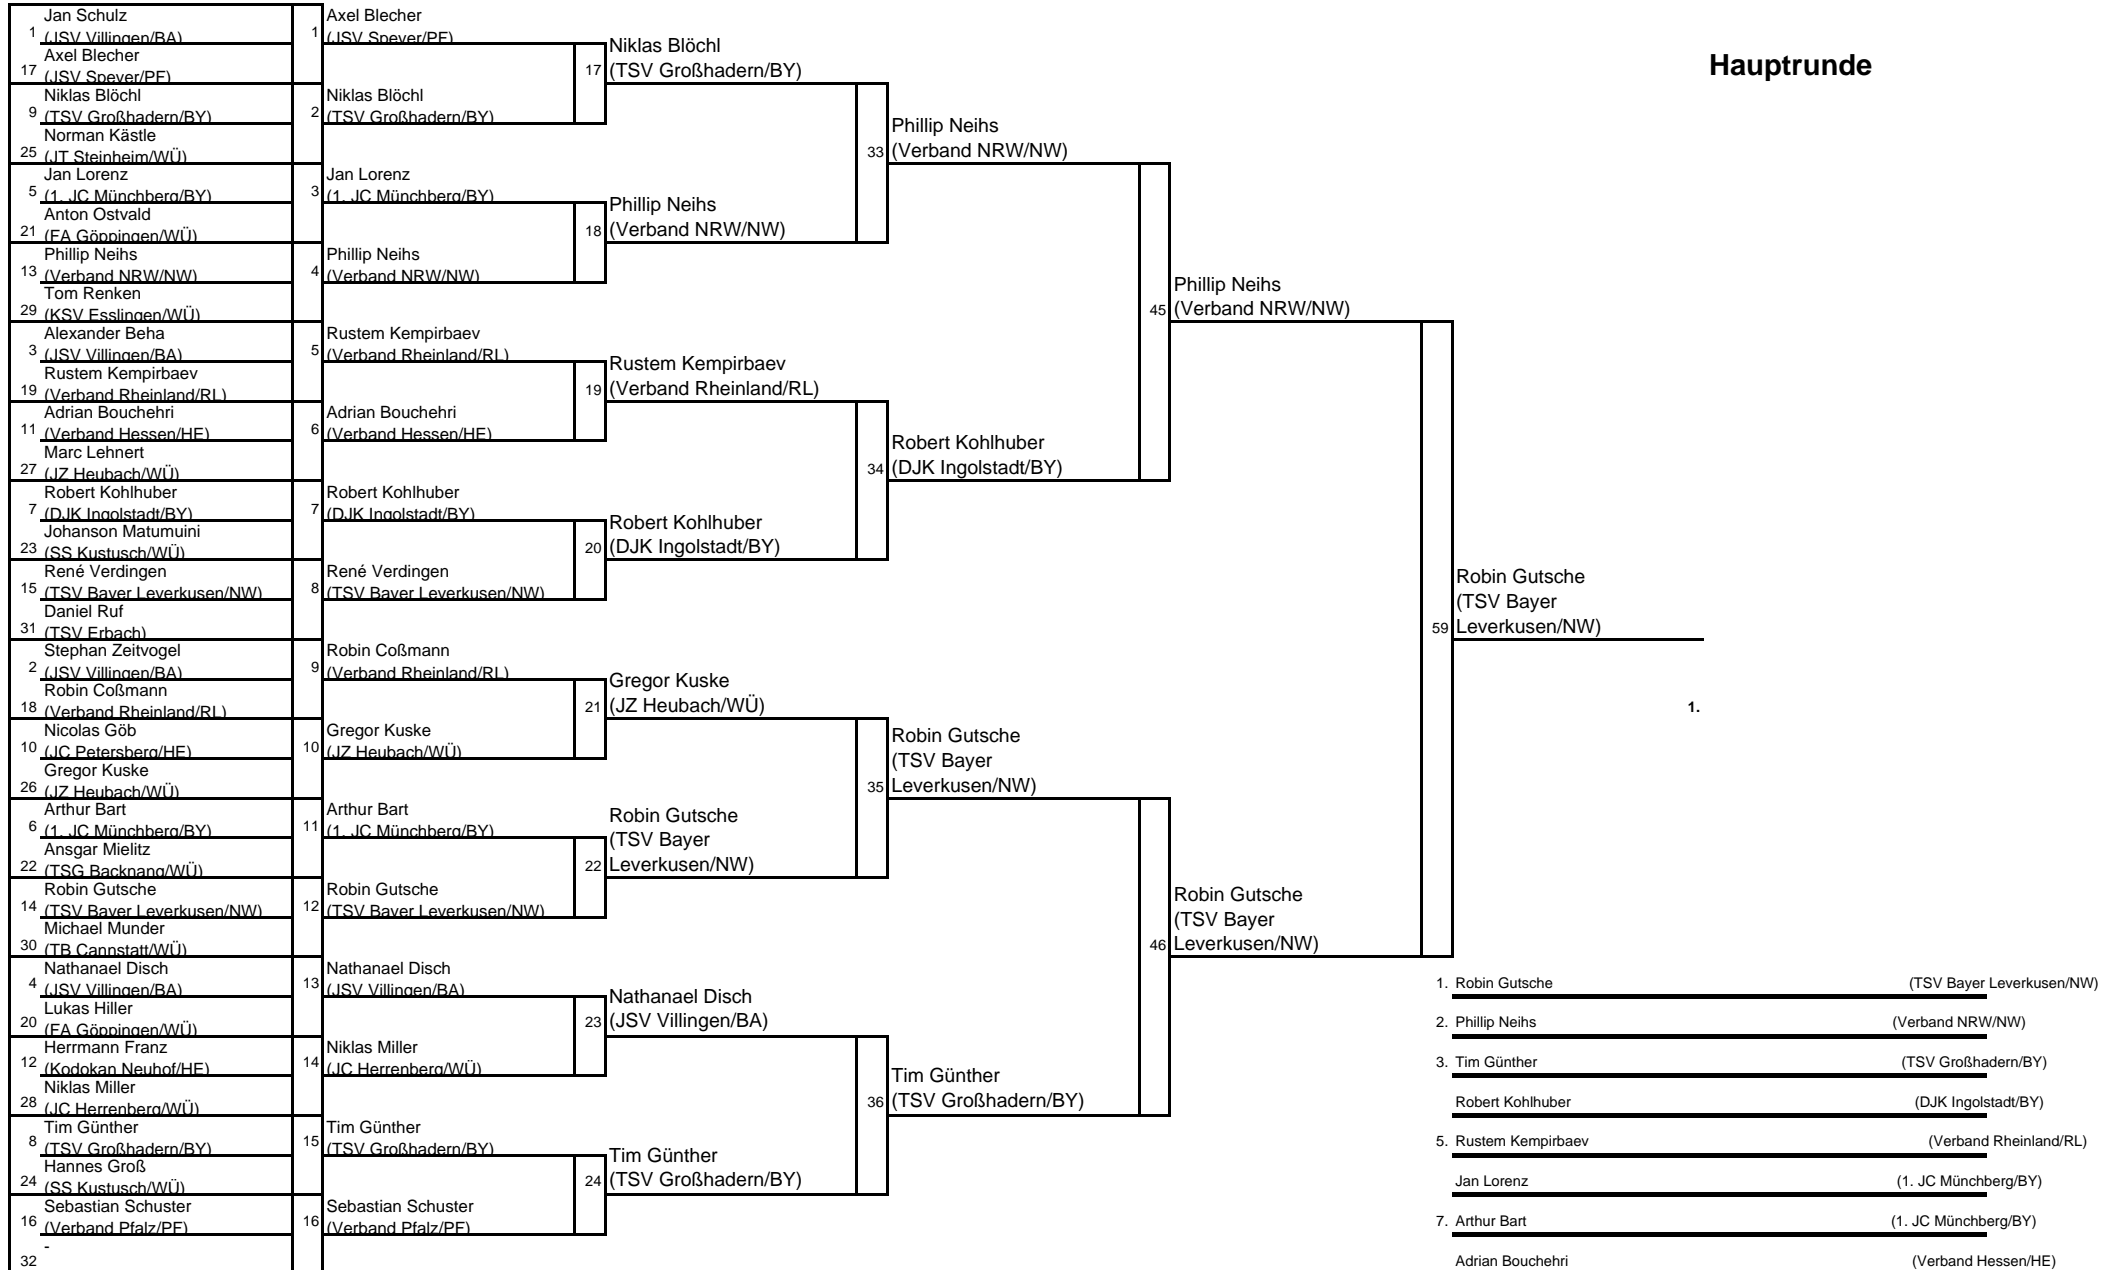 Hauptrunde
1
Jan Schulz
(JSV Villingen/BA)
17
Axel Blecher
(JSV Speyer/PF)
9
Niklas Blöchl
(TSV Großhadern/BY)
25
Norman Kästle
(JT Steinheim/WÜ)
5
Jan Lorenz
(1. JC Münchberg/BY)
21
Anton Ostvald
(FA Göppingen/WÜ)
13
Phillip Neihs
(Verband NRW/NW)
29
Tom Renken
(KSV Esslingen/WÜ)
3
Alexander Beha
(JSV Villingen/BA)
19
Rustem Kempirbaev
(Verband Rheinland/RL)
11
Adrian Bouchehri
(Verband Hessen/HE)
27
Marc Lehnert
(JZ Heubach/WÜ)
7
Robert Kohlhuber
(DJK Ingolstadt/BY)
23
Johanson Matumuini
(SS Kustusch/WÜ)
15
René Verdingen
(TSV Bayer Leverkusen/NW)
31
Daniel Ruf
(TSV Erbach)
2
Stephan Zeitvogel
(JSV Villingen/BA)
18
Robin Coßmann
(Verband Rheinland/RL)
10
Nicolas Göb
(JC Petersberg/HE)
26
Gregor Kuske
(JZ Heubach/WÜ)
6
Arthur Bart
(1. JC Münchberg/BY)
22
Ansgar Mielitz
(TSG Backnang/WÜ)
14
Robin Gutsche
(TSV Bayer Leverkusen/NW)
30
Michael Munder
(TB Cannstatt/WÜ)
4
Nathanael Disch
(JSV Villingen/BA)
20
Lukas Hiller
(FA Göppingen/WÜ)
12
Herrmann Franz
(Kodokan Neuhof/HE)
28
Niklas Miller
(JC Herrenberg/WÜ)
8
Tim Günther
(TSV Großhadern/BY)
24
Hannes Groß
(SS Kustusch/WÜ)
16
Sebastian Schuster
(Verband Pfalz/PF)
32
-
1
Axel Blecher
(JSV Speyer/PF)
2
Niklas Blöchl
(TSV Großhadern/BY)
3
Jan Lorenz
(1. JC Münchberg/BY)
4
Phillip Neihs
(Verband NRW/NW)
5
Rustem Kempirbaev
(Verband Rheinland/RL)
6
Adrian Bouchehri
(Verband Hessen/HE)
7
Robert Kohlhuber
(DJK Ingolstadt/BY)
8
René Verdingen
(TSV Bayer Leverkusen/NW)
9
Robin Coßmann
(Verband Rheinland/RL)
10
Gregor Kuske
(JZ Heubach/WÜ)
11
Arthur Bart
(1. JC Münchberg/BY)
12
Robin Gutsche
(TSV Bayer Leverkusen/NW)
13
Nathanael Disch
(JSV Villingen/BA)
14
Niklas Miller
(JC Herrenberg/WÜ)
15
Tim Günther
(TSV Großhadern/BY)
16
Sebastian Schuster
(Verband Pfalz/PF)
17
Niklas Blöchl
(TSV Großhadern/BY)
18
Phillip Neihs
(Verband NRW/NW)
19
Rustem Kempirbaev
(Verband Rheinland/RL)
20
Robert Kohlhuber
(DJK Ingolstadt/BY)
21
Gregor Kuske
(JZ Heubach/WÜ)
22
Robin Gutsche
(TSV Bayer
Leverkusen/NW)
23
Nathanael Disch
(JSV Villingen/BA)
24
Tim Günther
(TSV Großhadern/BY)
33
Phillip Neihs
(Verband NRW/NW)
34
Robert Kohlhuber
(DJK Ingolstadt/BY)
35
Robin Gutsche
(TSV Bayer
Leverkusen/NW)
36
Tim Günther
(TSV Großhadern/BY)
45
Phillip Neihs
(Verband NRW/NW)
46
Robin Gutsche
(TSV Bayer
Leverkusen/NW)
59
Robin Gutsche
(TSV Bayer
Leverkusen/NW)
1.
1. Robin Gutsche (TSV Bayer Leverkusen/NW)
2. Phillip Neihs (Verband NRW/NW)
3. Tim Günther (TSV Großhadern/BY)
Robert Kohlhuber (DJK Ingolstadt/BY)
5. Rustem Kempirbaev (Verband Rheinland/RL)
Jan Lorenz (1. JC Münchberg/BY)
7. Arthur Bart (1. JC Münchberg/BY)
Adrian Bouchehri (Verband Hessen/HE)